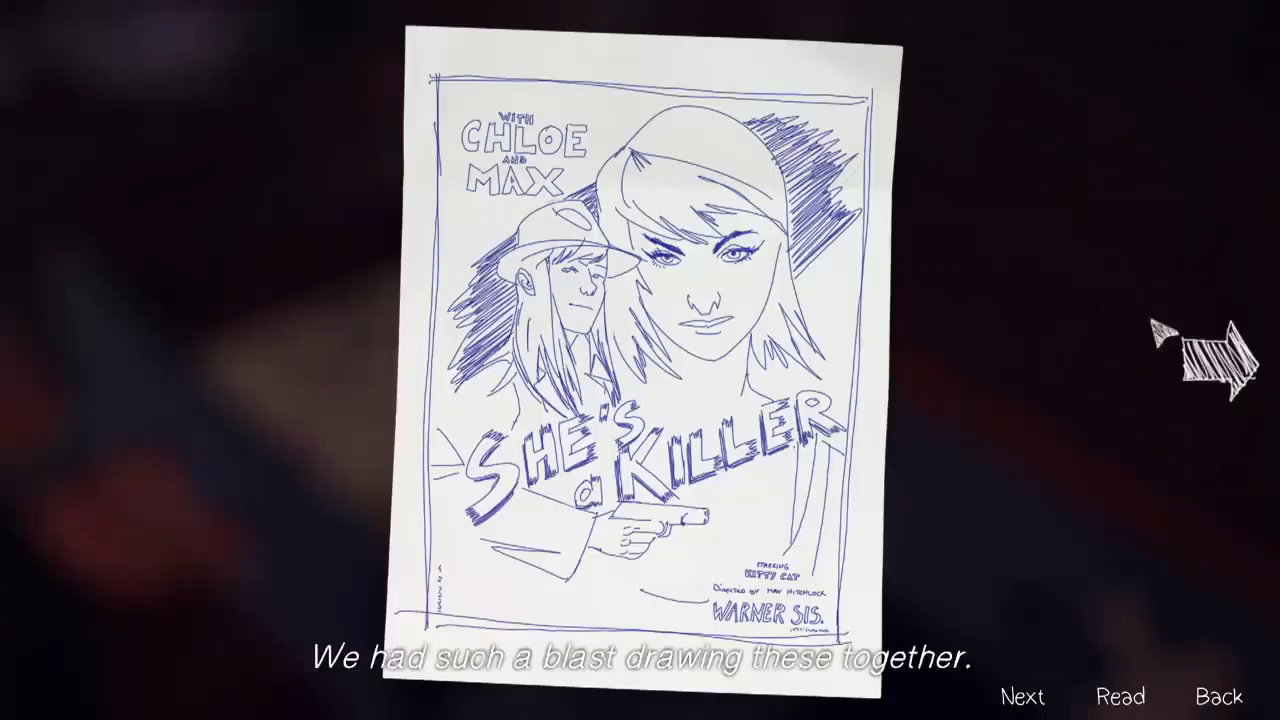 WITH
CHLOE
AND
MAX
SHE'S
a KILLER
STARRING
KITTY CAT
DIRECTED BY MAX HITCHLOCK
WARNER SIS.
We had such a blast drawing these together.
Next Read Back